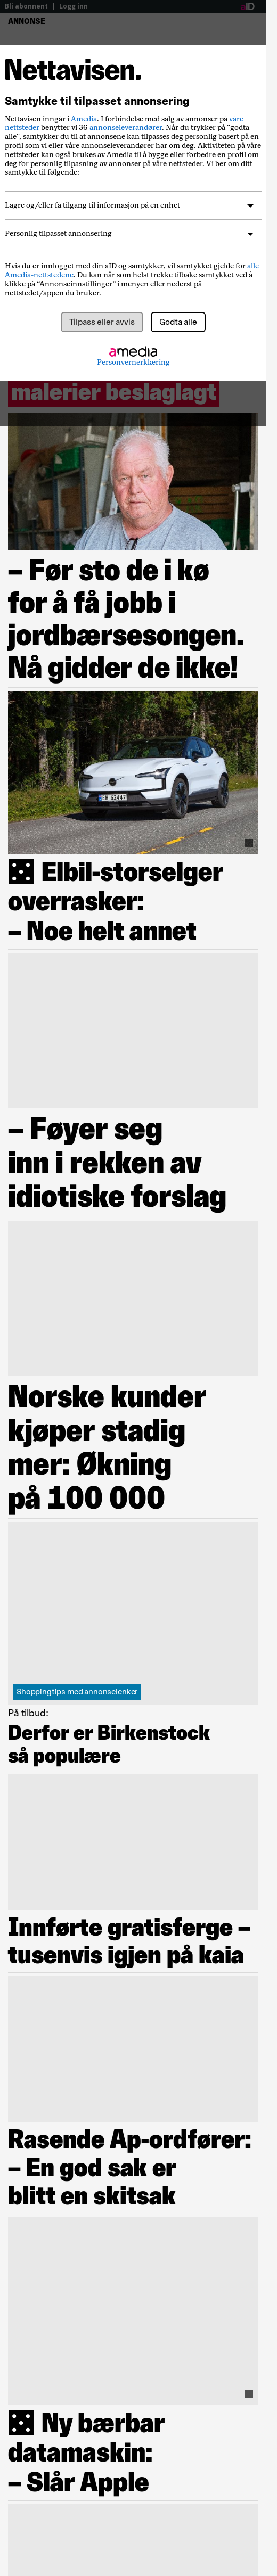 Bli abonnent | Logg inn
aID
ANNONSE
Nettavisen.
Samtykke til tilpasset annonsering
Nettavisen inngår i Amedia. I forbindelse med salg av annonser på våre
nettsteder benytter vi 36 annonseleverandører. Når du trykker på "godta
alle", samtykker du til at annonsene kan tilpasses deg personlig basert på en
profil som vi eller våre annonseleverandører har om deg. Aktiviteten på våre
nettsteder kan også brukes av Amedia til å bygge eller forbedre en profil om
deg for personlig tilpasning av annonser på våre nettsteder. Vi ber om ditt
samtykke til følgende:
Lagre og/eller få tilgang til informasjon på en enhet
Personlig tilpasset annonsering
Hvis du er innlogget med din aID og samtykker, vil samtykket gjelde for alle
Amedia-nettstedene. Du kan når som helst trekke tilbake samtykket ved å
klikke på “Annonseinnstillinger” i menyen eller nederst på
nettstedet/appen du bruker.
Tilpass eller avvis
Godta alle
amedia
Personvernerklæring
malerier beslaglagt
– Før sto de i kø
for å få jobb i
jordbærsesongen.
Nå gidder de ikke!
Elbil-storselger
overrasker:
– Noe helt annet
– Føyer seg
inn i rekken av
idiotiske forslag
Norske kunder
kjøper stadig
mer: Økning
på 100 000
Shoppingtips med annonselenker
På tilbud:
Derfor er Birkenstock
så populære
Innførte gratisferge –
tusenvis igjen på kaia
Rasende Ap-ordfører:
– En god sak er
blitt en skitsak
Ny bærbar
datamaskin:
– Slår Apple